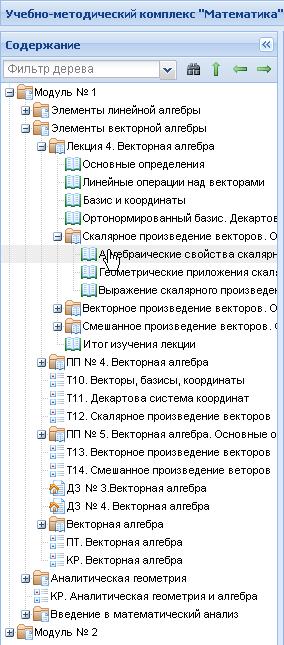 Учебно-методический комплекс "Математика"
Содержание
Фильтр дерева
Модуль № 1
Элементы линейной алгебры
Элементы векторной алгебры
Лекция 4. Векторная алгебра
Основные определения
Линейные операции над векторами
Базис и координаты
Ортонормированный базис. Декартов
Скалярное произведение векторов. О
Алгебраические свойства скалярн
Геометрические приложения скал
Выражение скалярного произведен
Векторное произведение векторов. О
Смешанное произведение векторов. О
Итог изучения лекции
ПП № 4. Векторная алгебра
Т10. Векторы, базисы, координаты
Т11. Декартова система координат
Т12. Скалярное произведение векторов
ПП № 5. Векторная алгебра. Основные о
Т13. Векторное произведение векторов
Т14. Смешанное произведение веторов
ДЗ № 3.Векторная алгебра
ДЗ № 4. Векторная алгебра
Векторная алгебра
ПТ. Векторная алгебра
КР. Векторная алгебра
Аналитическая геометрия
КР. Аналитическая геометрия и алгебра
Введение в математический анализ
Модуль № 2